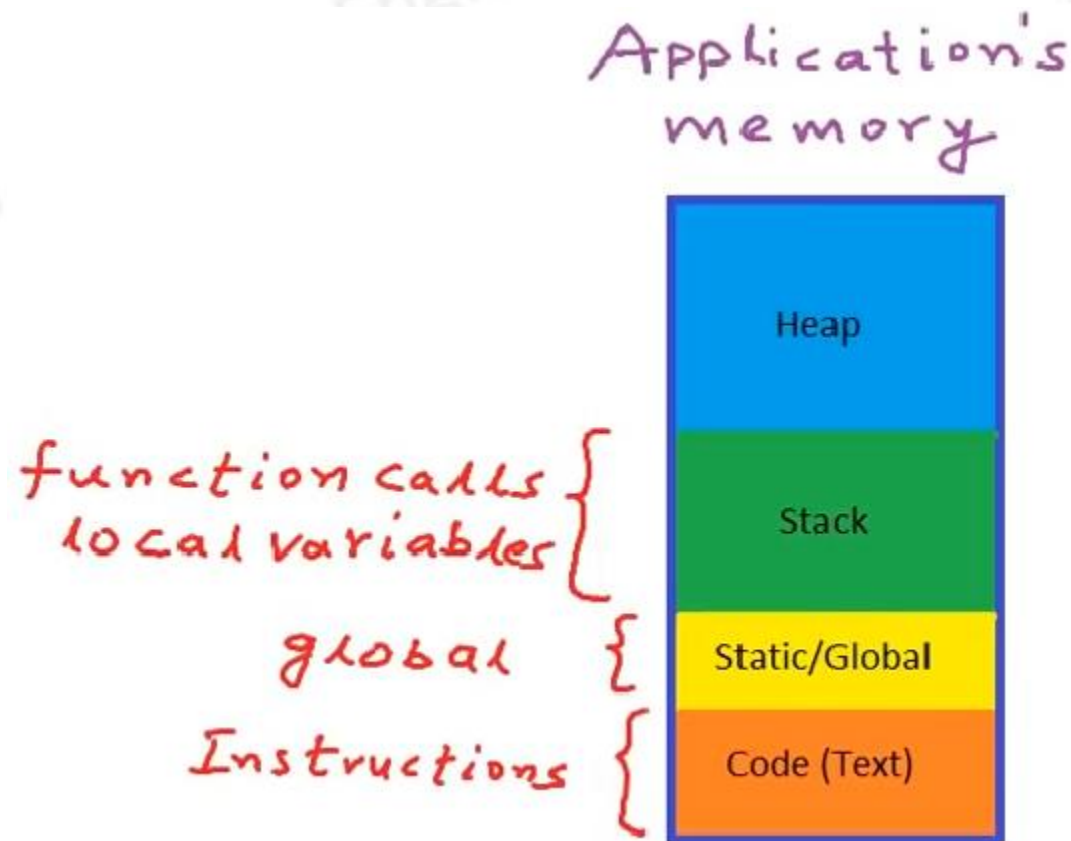 Application's
memory
Heap
function calls
local variables
Stack
global
Static/Global
Instructions
Code (Text)